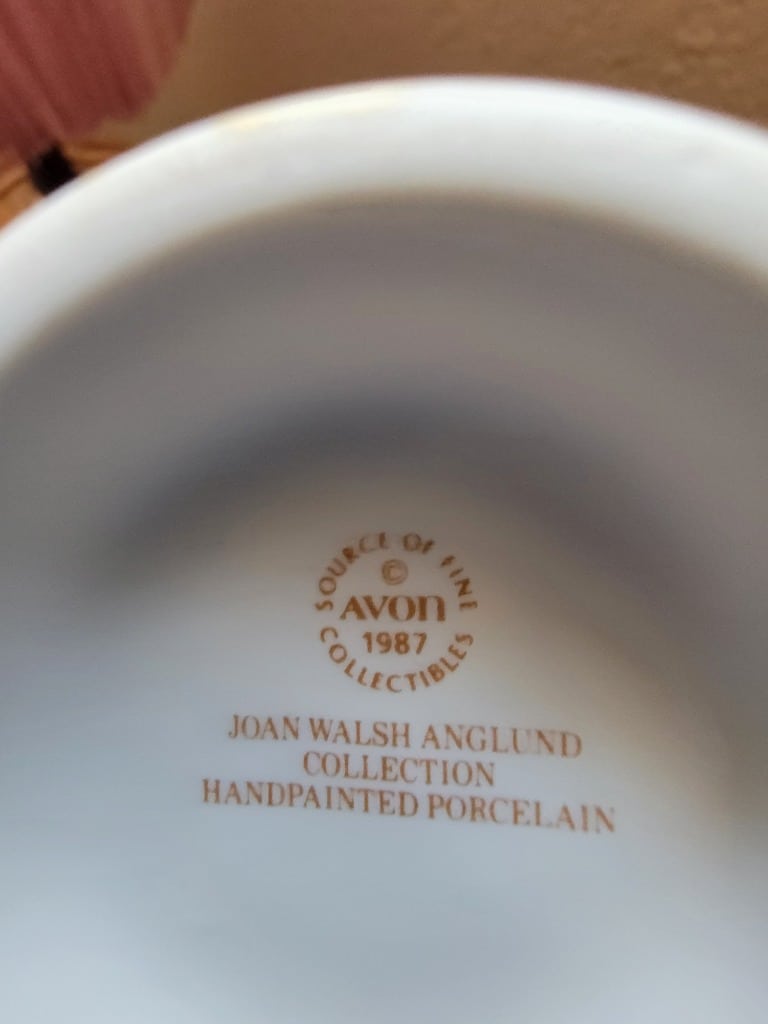 SOURCE OF FINE
©
AVON
1987
COLLECTIBLES
JOAN WALSH ANGLUND
COLLECTION
HANDPAINTED PORCELAIN